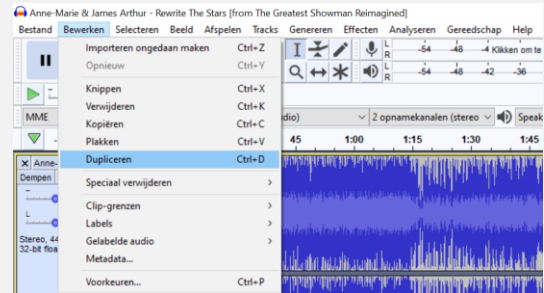 Anne-Marie & James Arthur - Rewrite The Stars [from The Greatest Showman Reimagined]
Bestand Bewerken Selecteren Beeld Afspelen Tracks Genereren Effecten Analyseren Gereedschap Help
Importeren ongedaan maken Ctrl+Z
Opnieuw Ctrl+Y
Knippen Ctrl+X
Verwijderen Ctrl+K
Kopiëren Ctrl+C
Plakken Ctrl+V
Dupliceren Ctrl+D
Speciaal verwijderen
Clip-grenzen
Labels
Gelabelde audio
Metadata...
Voorkeuren... Ctrl+P
L R -54 -48 -4 Klikken om te
L R -54 -48 -42 -36
MME dio) 2 opnamekanalen (stereo Speak
45 1:00 1:15 1:30 1:45
X Anne-
Dempen
L
Stereo, 44
32-bit floa